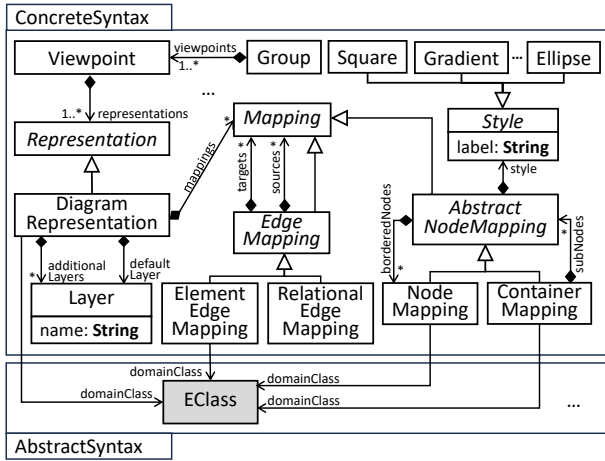 ConcreteSyntax
Viewpoint
viewpoints
1..*
Group
Square
Gradient
...
Ellipse
...
1..*
representations
Representation
mappings
*
Mapping
targets
*
sources
*
Style
label: String
style
Diagram
Representation
Edge
Mapping
borderedNodes
*
Abstract
NodeMapping
*
subNodes
*
additional
Layers
default
Layer
Layer
name: String
Element
Edge
Mapping
Relational
Edge
Mapping
Node
Mapping
Container
Mapping
domainClass
domainClass
EClass
domainClass
domainClass
...
AbstractSyntax